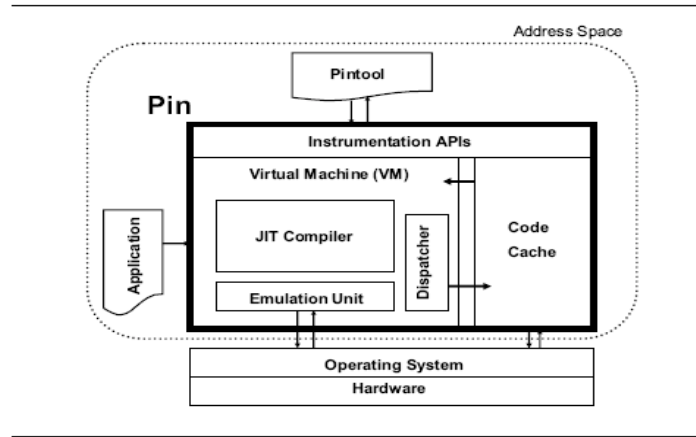 Address Space
Pintool
Pin
Instrumentation APIs
Virtual Machine (VM)
JIT Compiler
Emulation Unit
Dispatcher
Code
Cache
Application
Operating System
Hardware